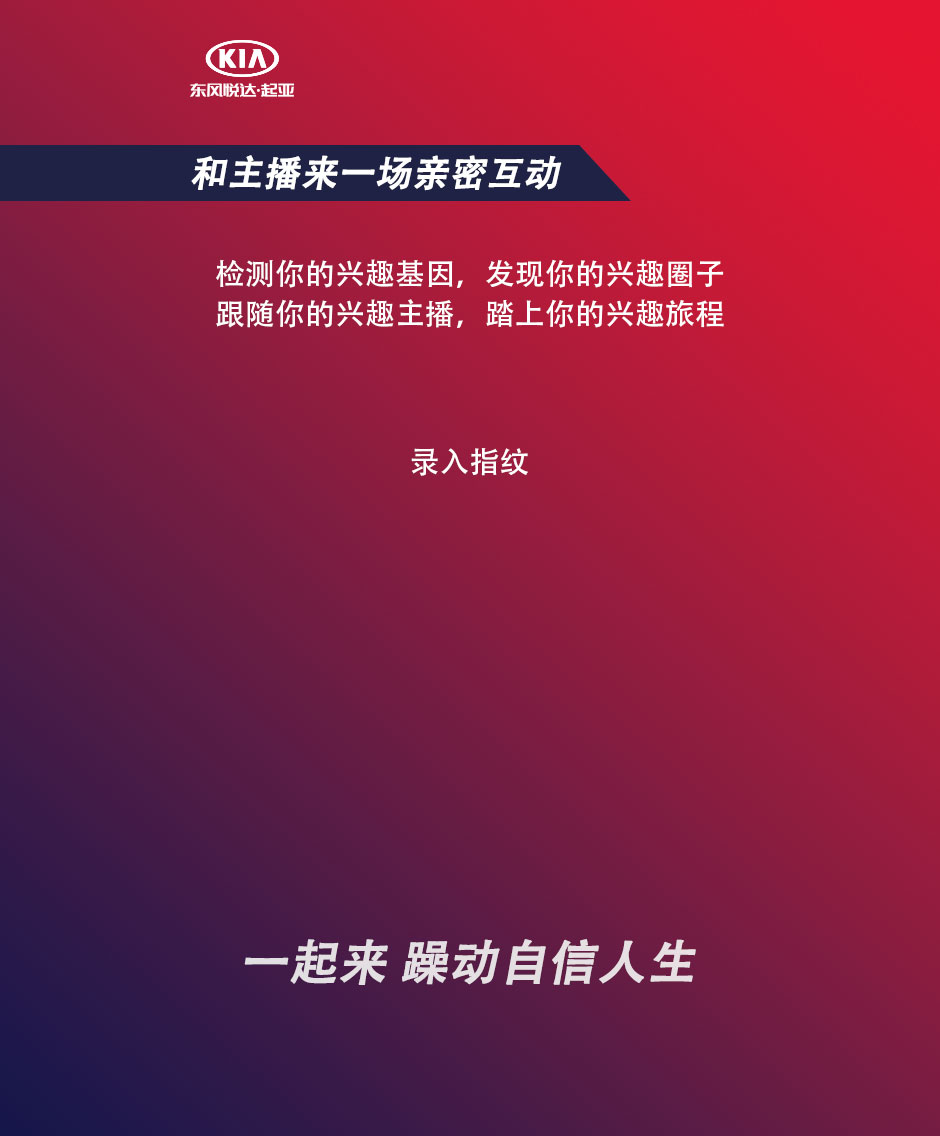 KIA
东风悦达·起亚
和主播来一场亲密互动
检测你的兴趣基因，发现你的兴趣圈子
跟随你的兴趣主播，踏上你的兴趣旅程
录入指纹
一起来 躁动自信人生